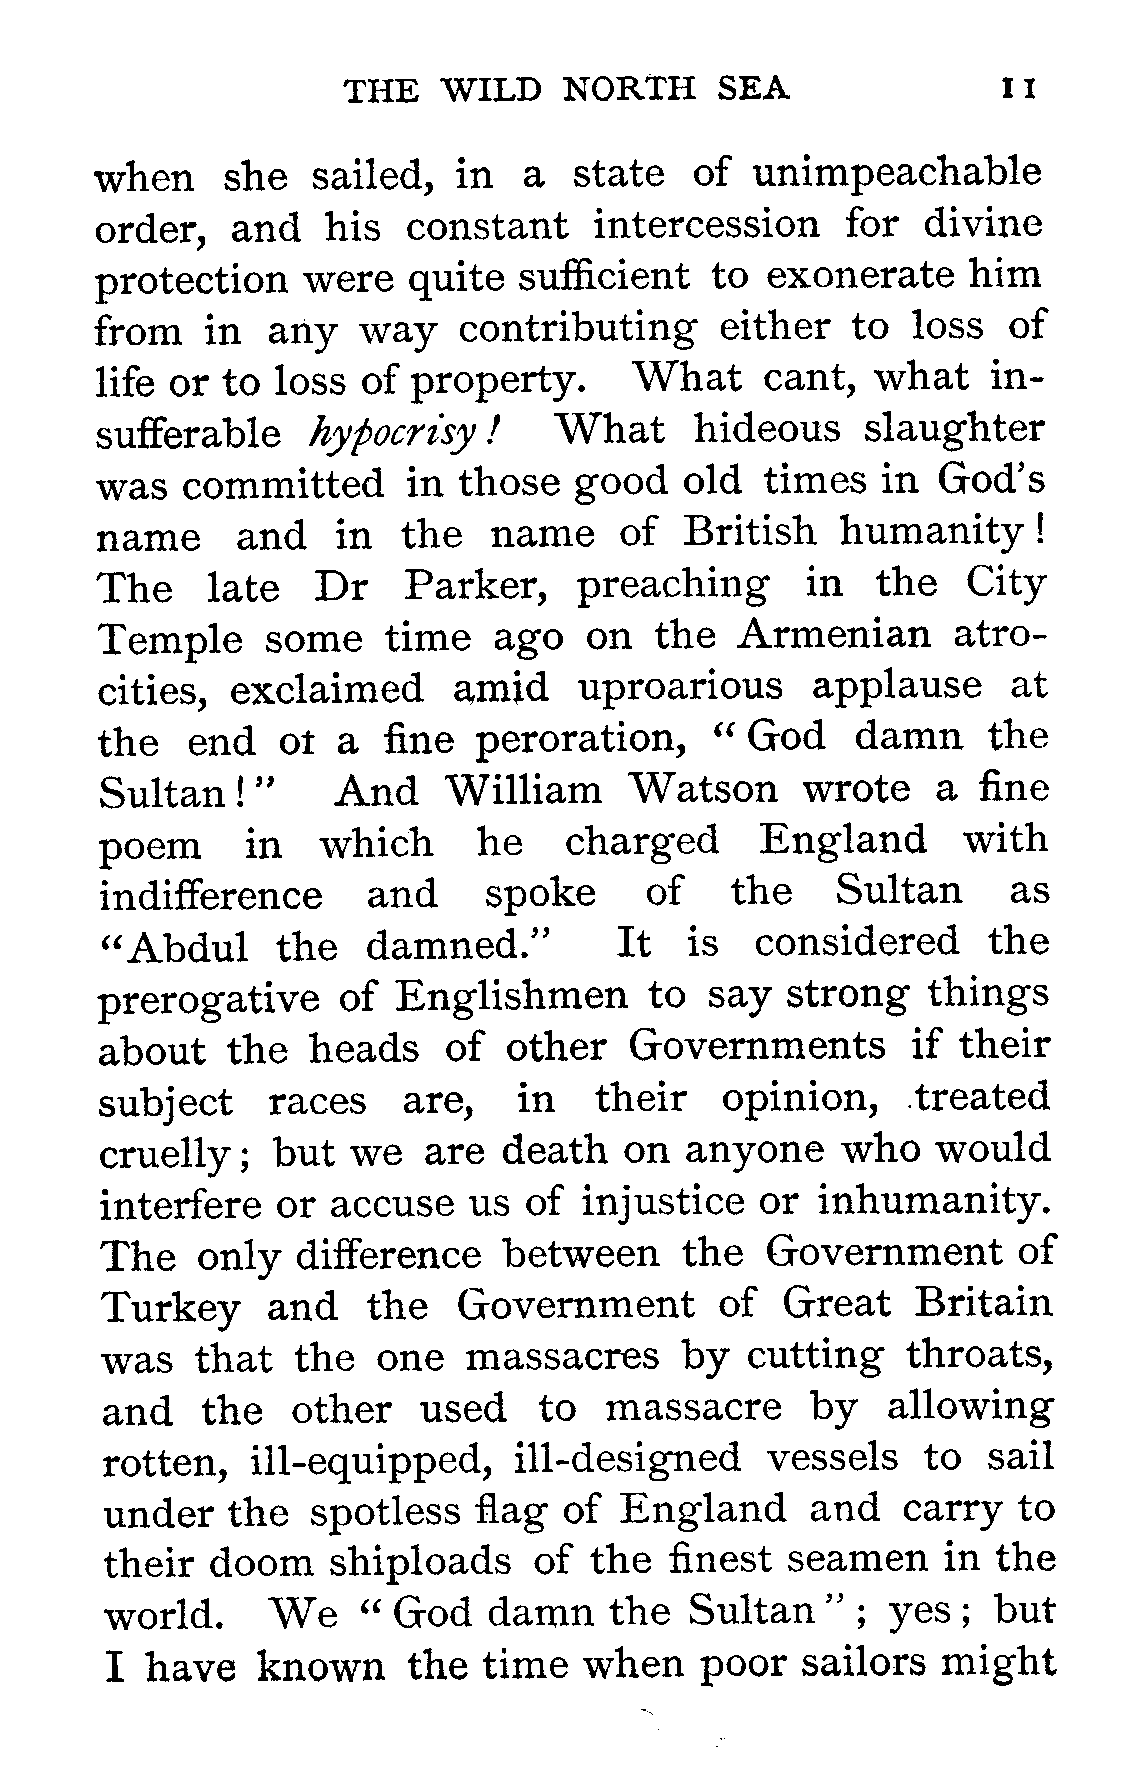 THE WILD NORTH SEA 11
when she sailed, in a state of unimpeachable
order, and his constant intercession for divine
protection were quite sufficient to exonerate him
from in any way contributing either to loss of
life or to loss of property. What cant, what in-
sufferable hypocrisy! What hideous slaughter
was committed in those good old times in God's
name and in the name of British humanity!
The late Dr Parker, preaching in the City
Temple some time ago on the Armenian atro-
cities, exclaimed amid uproarious applause at
the end ot a fine peroration, "God damn the
Sultan!" And William Watson wrote a fine
poem in which he charged England with
indifference and spoke of the Sultan as
"Abdul the damned." It is considered the
prerogative of Englishmen to say strong things
about the heads of other Governments if their
subject races are, in their opinion, treated
cruelly; but we are death on anyone who would
interfere or accuse us of injustice or inhumanity.
The only difference between the Government of
Turkey and the Government of Great Britain
was that the one massacres by cutting throats,
and the other used to massacre by allowing
rotten, ill-equipped, ill-designed vessels to sail
under the spotless flag of England and carry to
their doom shiploads of the finest seamen in the
world. We "God damn the Sultan"; yes; but
I have known the time when poor sailors might